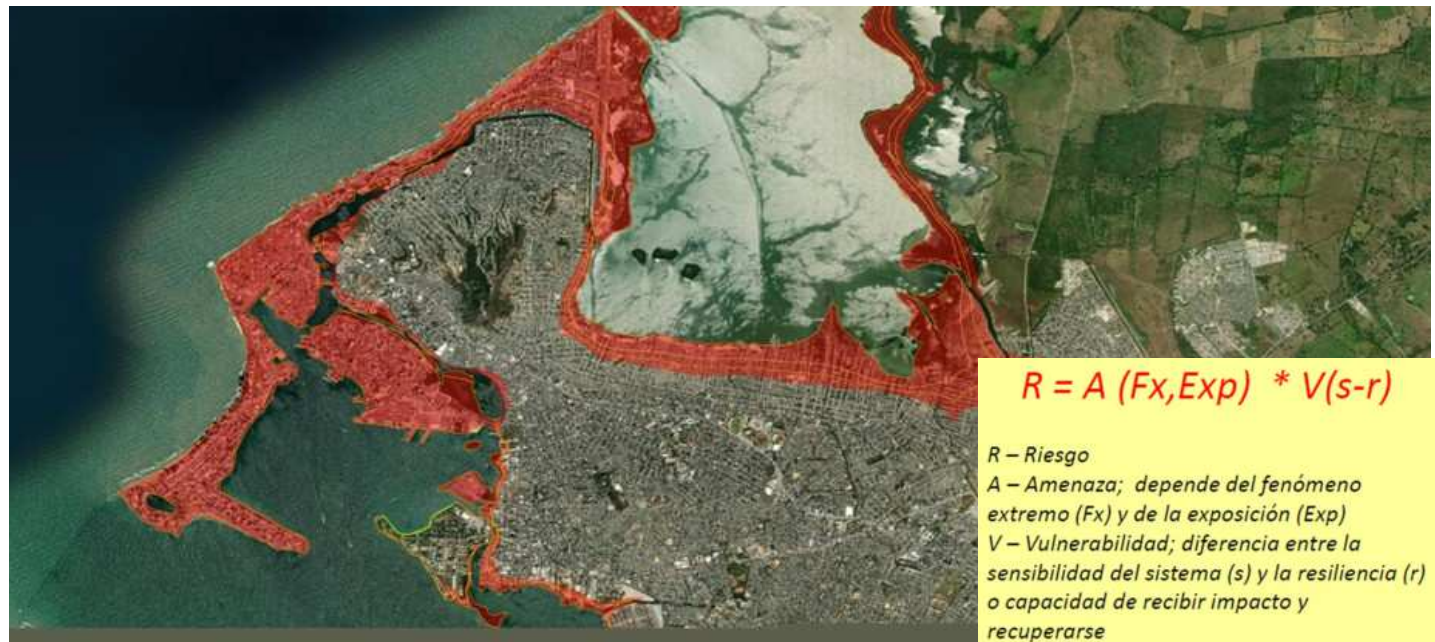 R = A (Fx,Exp) * V(s-r)
R – Riesgo
A – Amenaza; depende del fenómeno
extremo (Fx) y de la exposición (Exp)
V – Vulnerabilidad; diferencia entre la
sensibilidad del sistema (s) y la resiliencia (r)
o capacidad de recibir impacto y
recuperarse